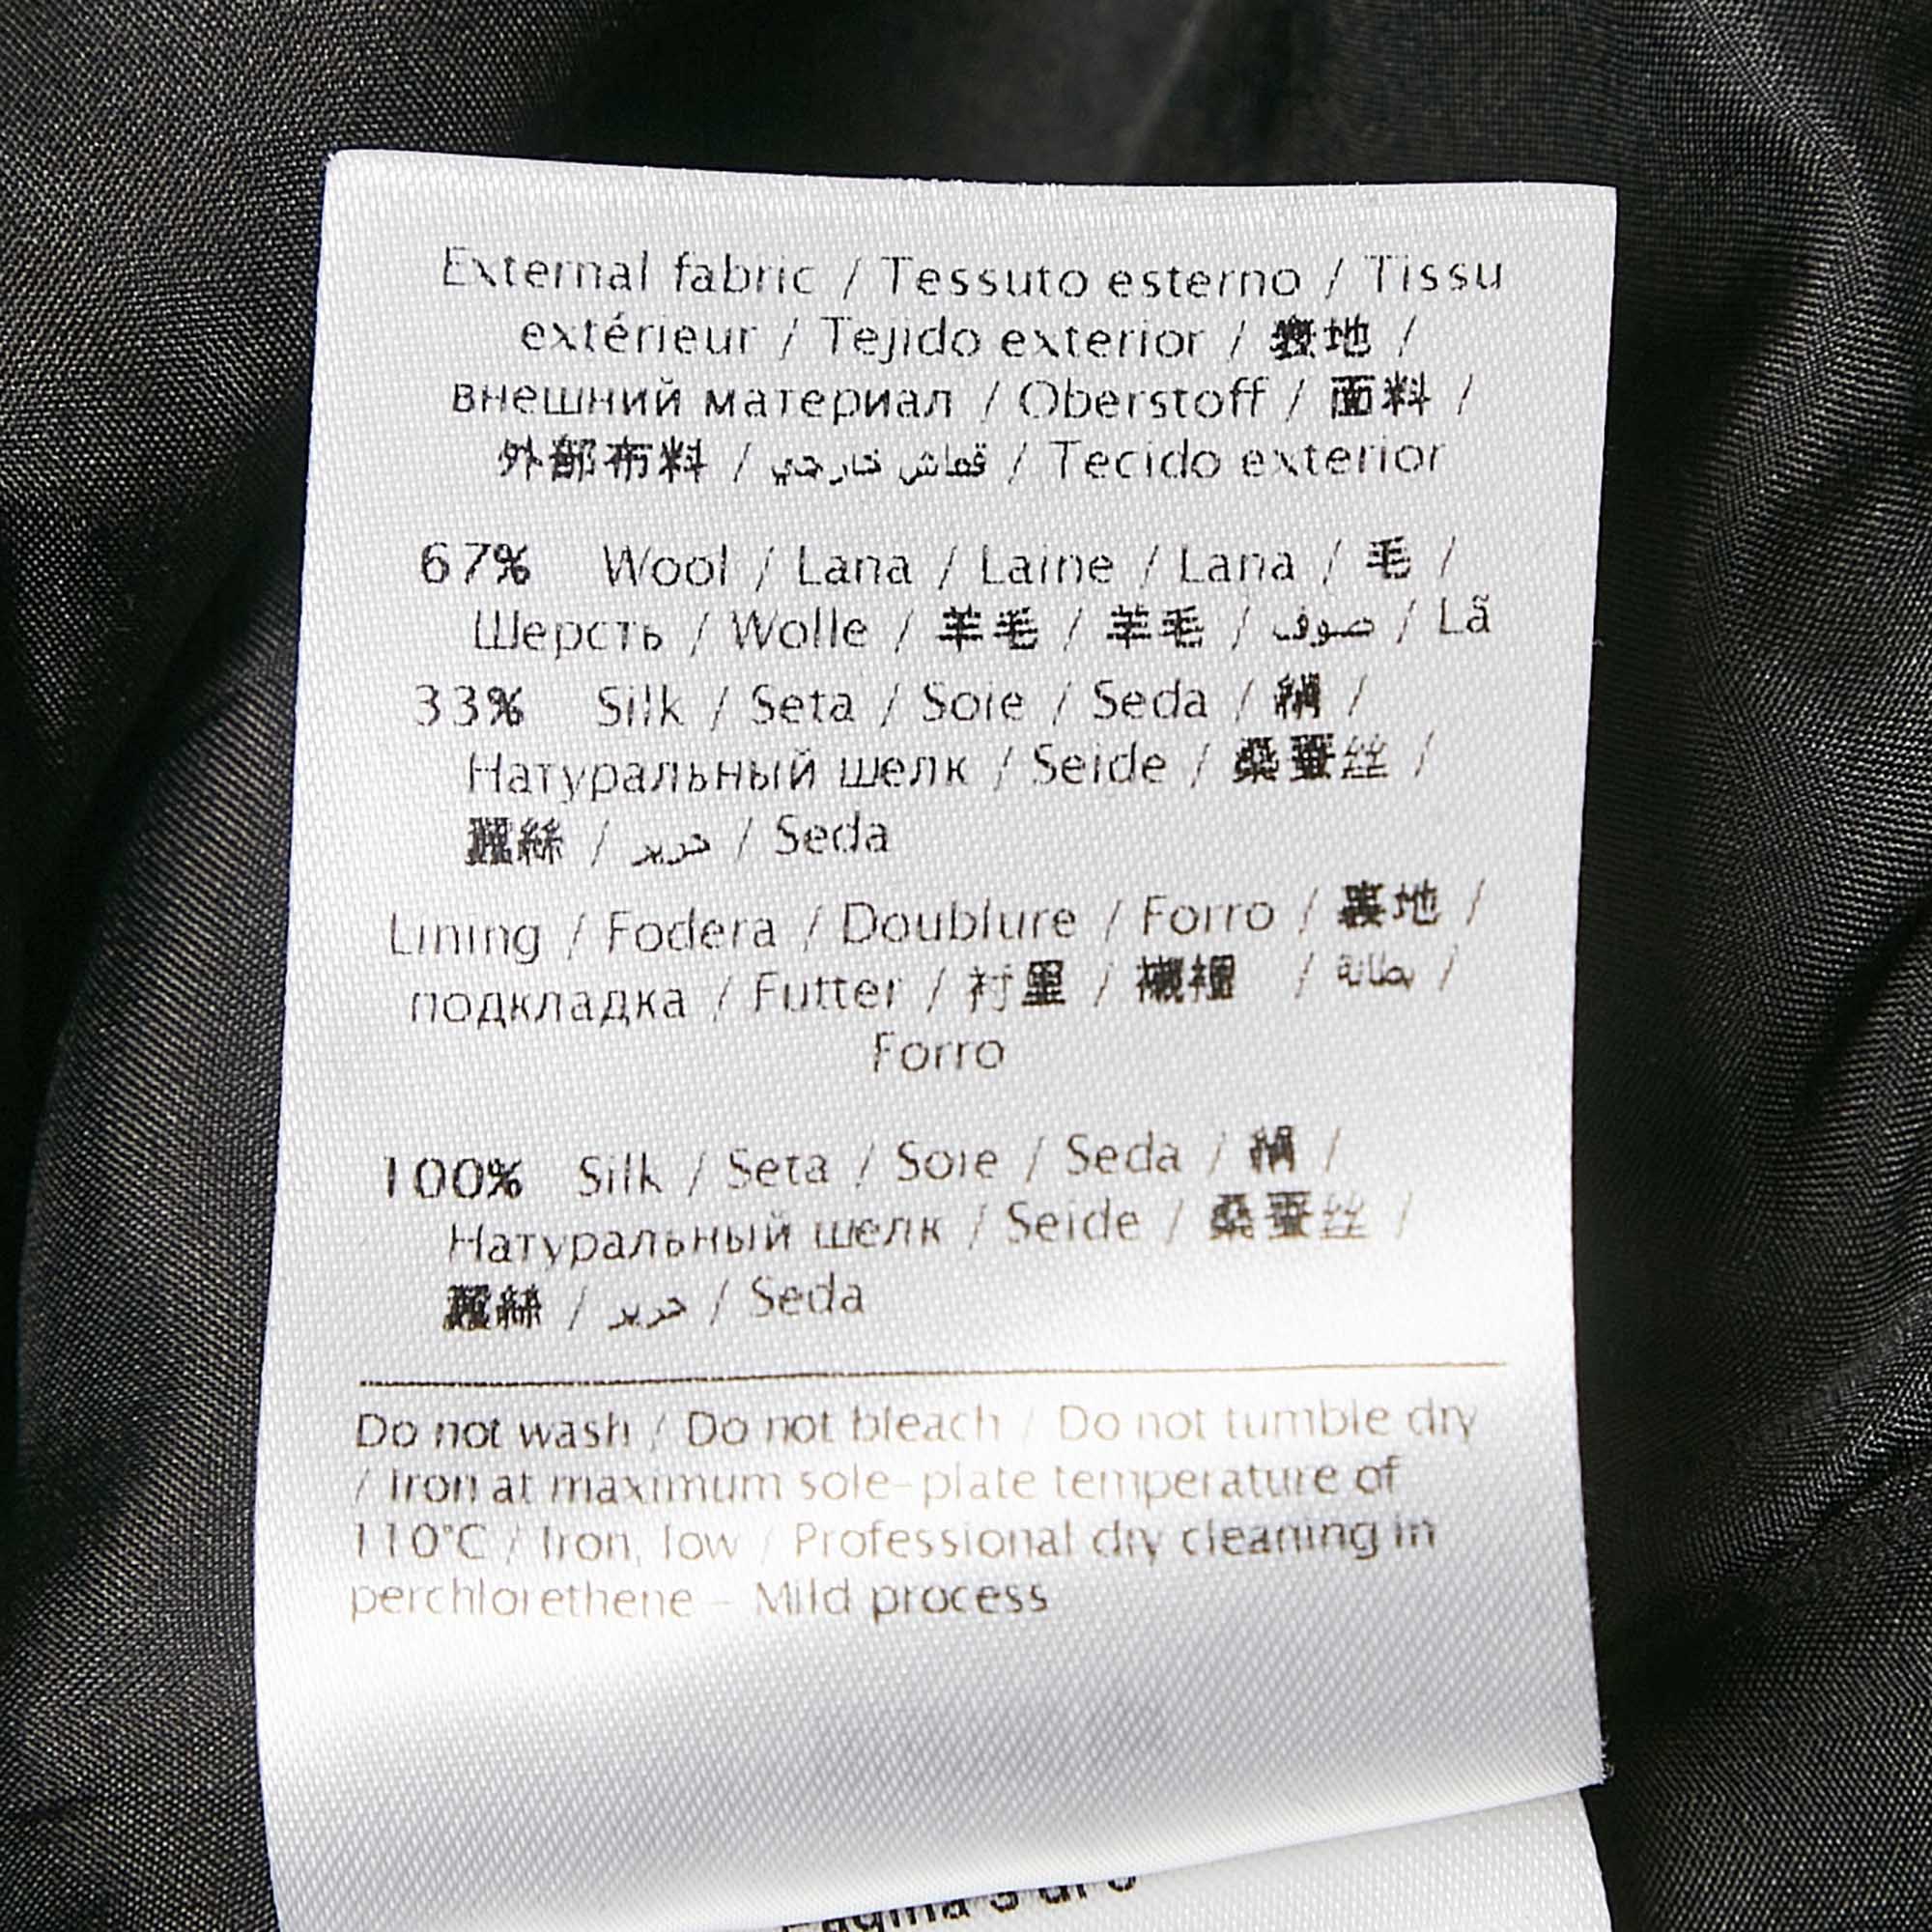 External fabric / Tessuto esterno / Tissu
extérieur / Tejido exterior / 表地 /
внешний материал / Oberstoff / 面料 /
外部布料 / قماش خارجي / Tecido exterior
67% Wool / Lana / Laine / Lana / 毛 /
Шерсть / Wolle / 羊毛 / 羊毛 / صوف / Lã
33% Silk / Seta / Soie / Seda / 絹 /
Натуральный шелк / Seide / 桑蚕丝 /
蠶絲 / حرير / Seda
Lining / Fodera / Doublure / Forro / 裏地 /
подкладка / Futter / 衬里 / 襯裡 / بطانة /
Forro
100% Silk / Seta / Soie / Seda / 絹 /
Натуральный шелк / Seide / 桑蚕丝 /
蠶絲 / حرير / Seda
Do not wash / Do not bleach / Do not tumble dry
/ Iron at maximum sole-plate temperature of
110°C / Iron, low / Professional dry cleaning in
perchlorethene - Mild process
Pagina 3 di